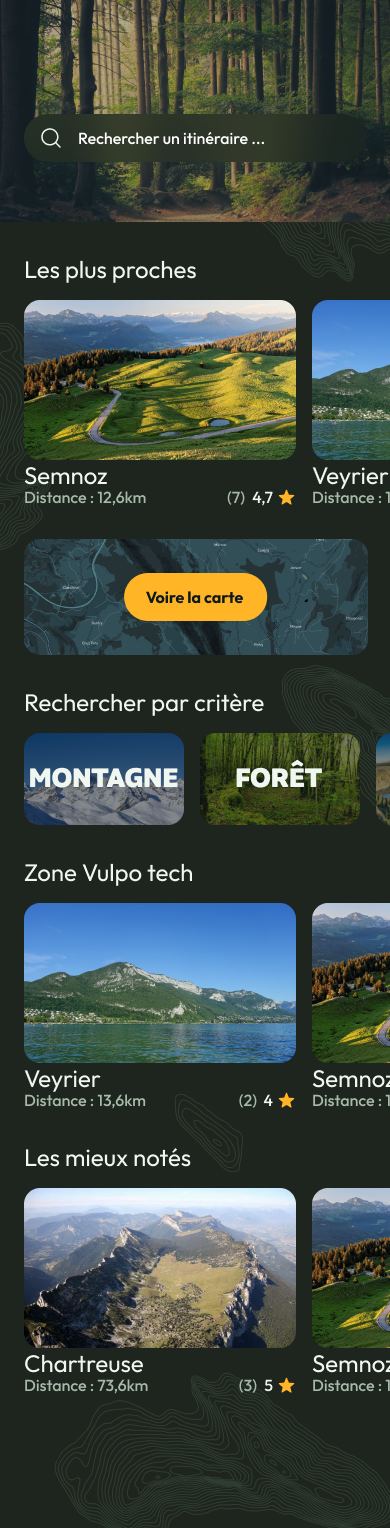 Rechercher un itinéraire ...
Les plus proches
Semnoz
Distance : 12,6km
(7) 4,7
Veyrier
Distance : 1
Voire la carte
Rechercher par critère
MONTAGNE
FORÊT
Zone Vulpo tech
Veyrier
Distance : 13,6km
(2) 4
Semnoz
Distance : 1
Les mieux notés
Chartreuse
Distance : 73,6km
(3) 5
Semnoz
Distance : 1